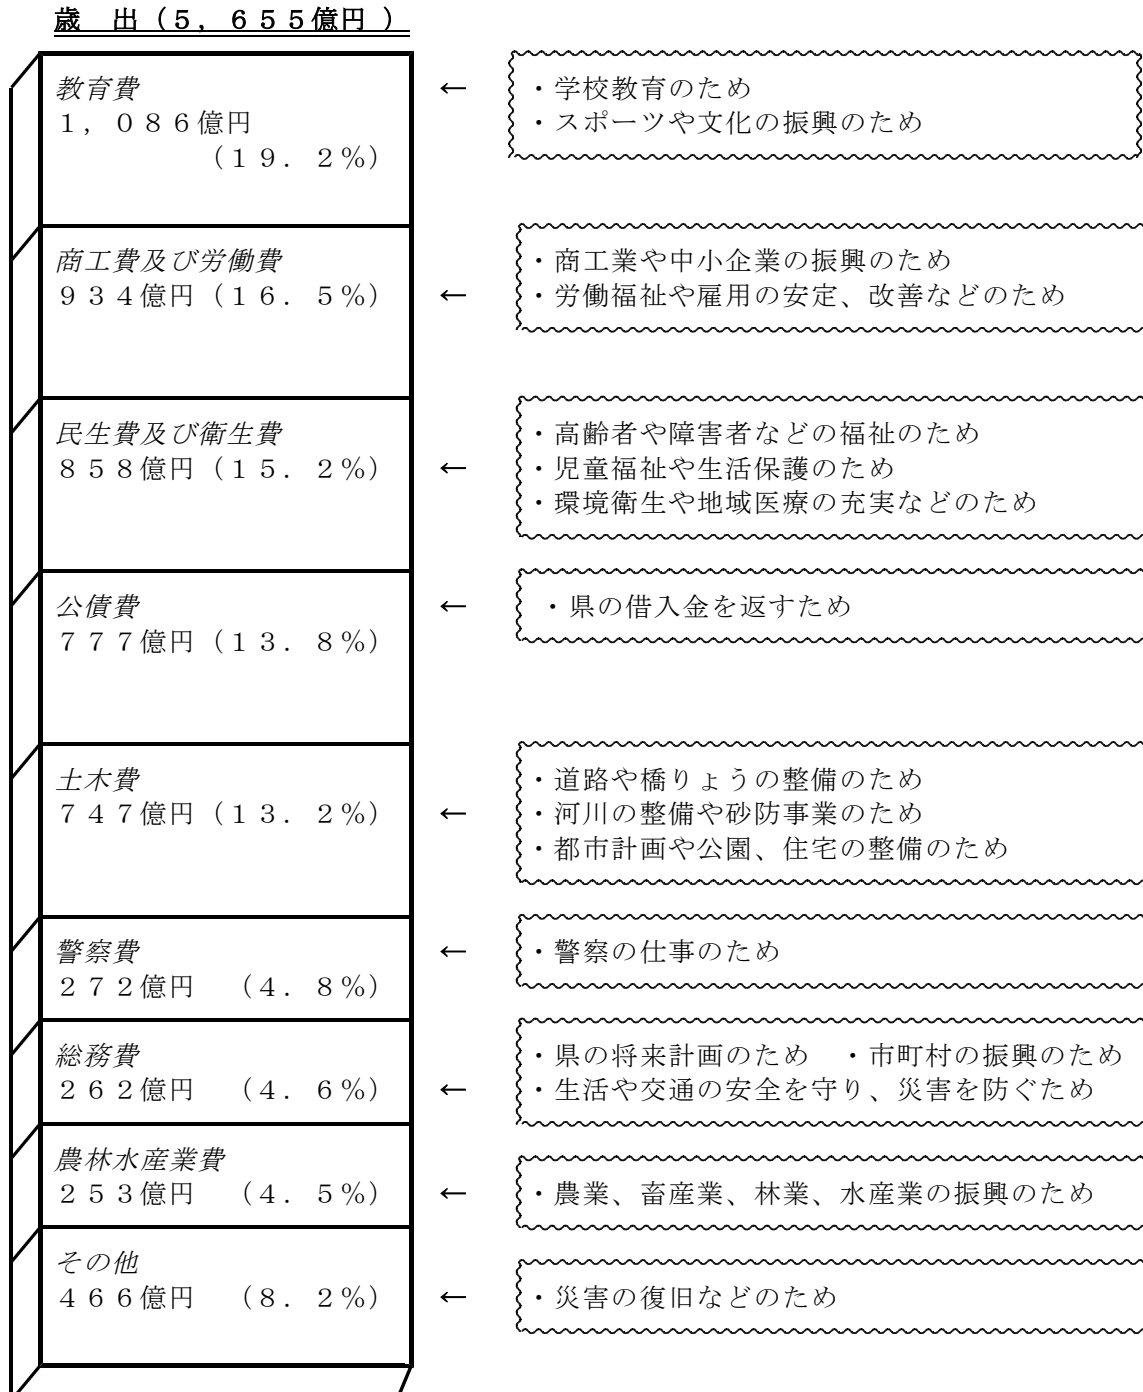 歳　出（５，６５５億円）
教育費
１，０８６億円
（１９．２％）
←
・学校教育のため
・スポーツや文化の振興のため
商工費及び労働費
９３４億円（１６．５％）
←
・商工業や中小企業の振興のため
・労働福祉や雇用の安定、改善などのため
民生費及び衛生費
８５８億円（１５．２％）
←
・高齢者や障害者などの福祉のため
・児童福祉や生活保護のため
・環境衛生や地域医療の充実などのため
公債費
７７７億円（１３．８％）
←
・県の借入金を返すため
土木費
７４７億円（１３．２％）
←
・道路や橋りょうの整備のため
・河川の整備や砂防事業のため
・都市計画や公園、住宅の整備のため
警察費
２７２億円　（４．８％）
←
・警察の仕事のため
総務費
２６２億円　（４．６％）
←
・県の将来計画のため　・市町村の振興のため
・生活や交通の安全を守り、災害を防ぐため
農林水産業費
２５３億円　（４．５％）
←
・農業、畜産業、林業、水産業の振興のため
その他
４６６億円　（８．２％）
←
・災害の復旧などのため